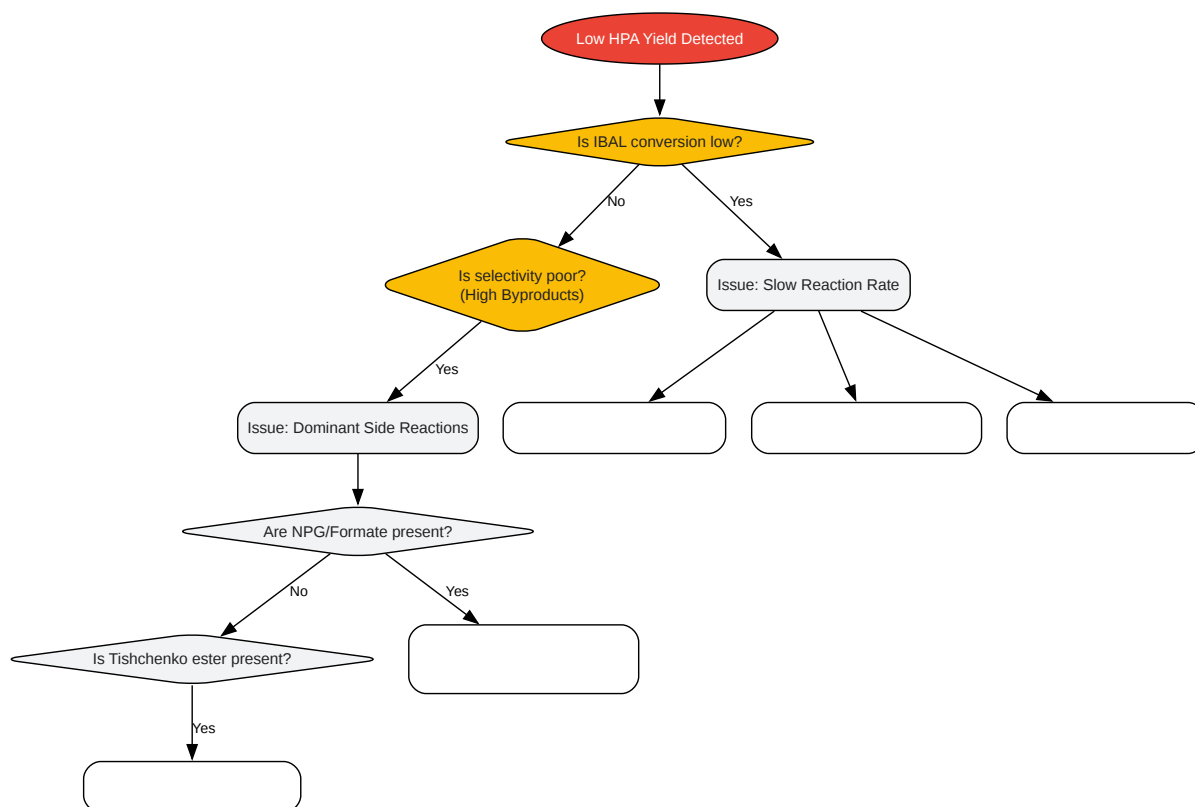 Low HPA Yield Detected
Is IBAL conversion low?
No
Yes
Is selectivity poor?
(High Byproducts)
Issue: Slow Reaction Rate
Yes
Issue: Dominant Side Reactions
Are NPG/Formate present?
No
Yes
Is Tishchenko ester present?
Yes